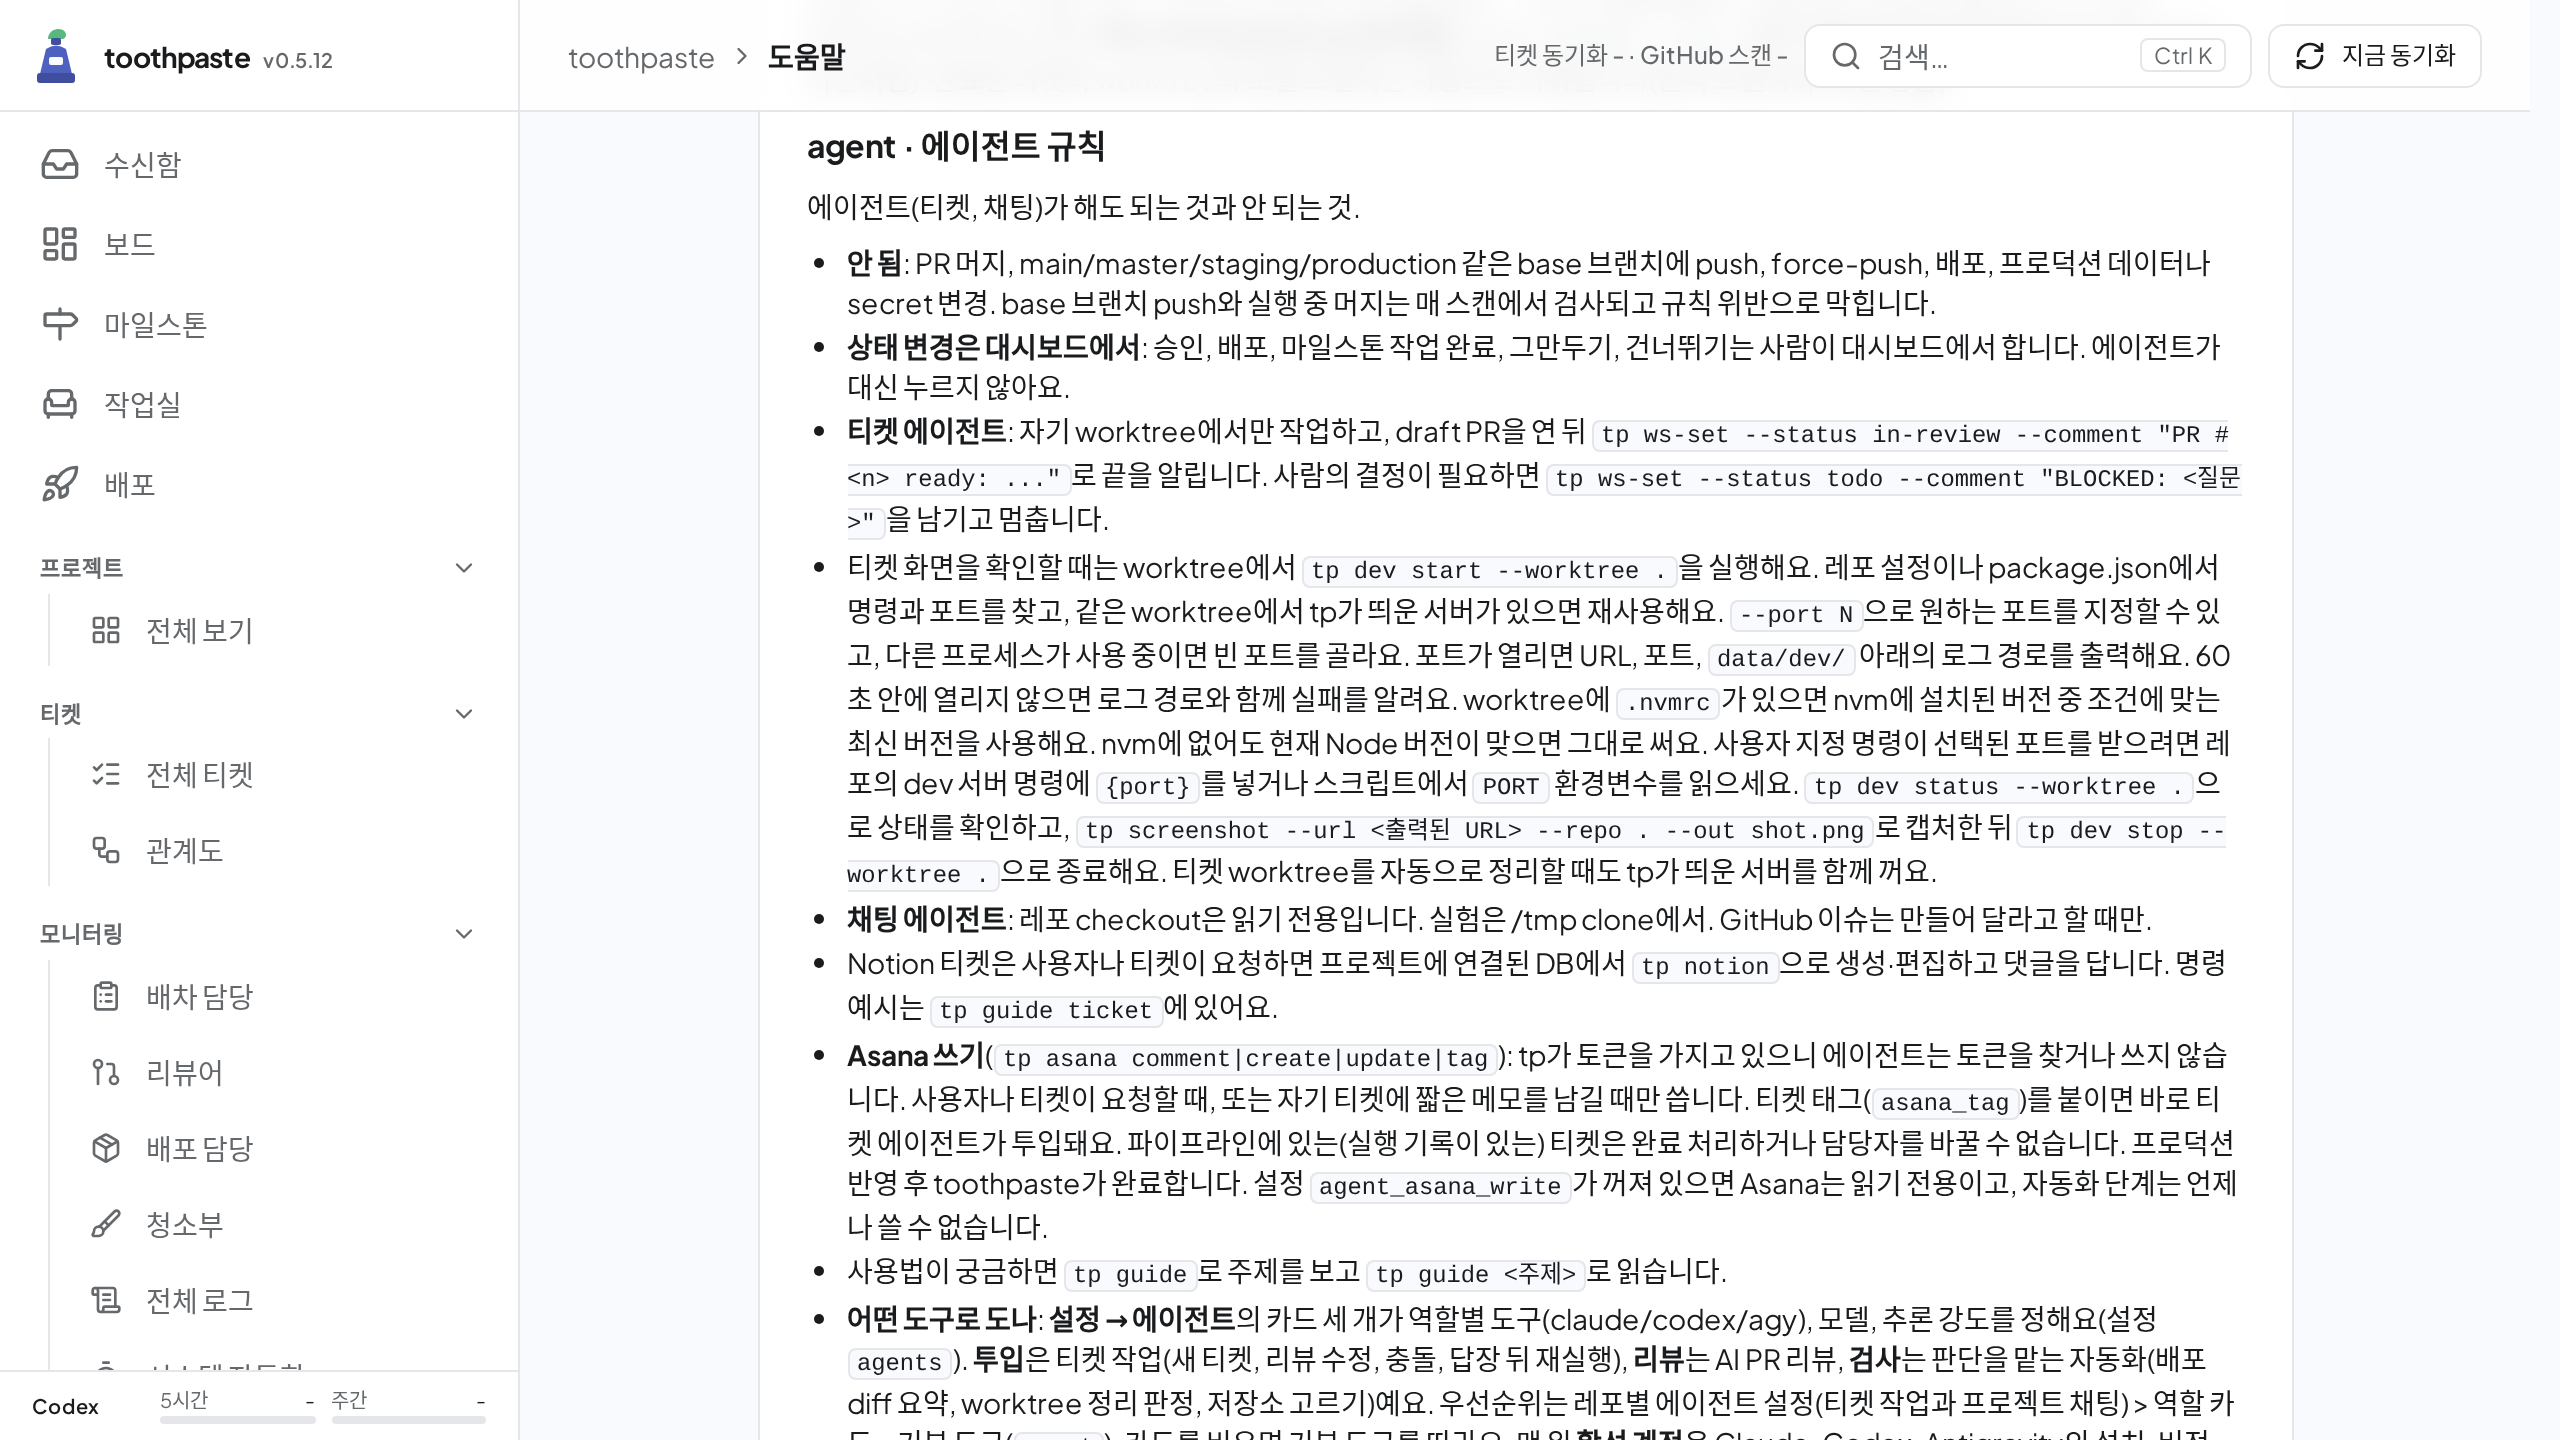 toothpaste v0.5.12
toothpaste > 도움말
티켓 동기화 - · GitHub 스캔 -
검색...
Ctrl K
지금 동기화
수신함
보드
마일스톤
작업실
배포
프로젝트
전체 보기
티켓
전체 티켓
관계도
모니터링
배차 담당
리뷰어
배포 담당
청소부
전체 로그
Codex
5시간 -
주간 -
agent · 에이전트 규칙
에이전트(티켓, 채팅)가 해도 되는 것과 안 되는 것.
안 됨: PR 머지, main/master/staging/production 같은 base 브랜치에 push, force-push, 배포, 프로덕션 데이터나
secret 변경. base 브랜치 push와 실행 중 머지는 매 스캔에서 검사되고 규칙 위반으로 막힙니다.
상태 변경은 대시보드에서: 승인, 배포, 마일스톤 작업 완료, 그만두기, 건너뛰기는 사람이 대시보드에서 합니다. 에이전트가
대신 누르지 않아요.
티켓 에이전트: 자기 worktree에서만 작업하고, draft PR을 연 뒤 tp ws-set --status in-review --comment "PR #
<n> ready: ..."로 끝을 알립니다. 사람의 결정이 필요하면 tp ws-set --status todo --comment "BLOCKED: <질문
>"을 남기고 멈춥니다.
티켓 화면을 확인할 때는 worktree에서 tp dev start --worktree .을 실행해요. 레포 설정이나 package.json에서
명령과 포트를 찾고, 같은 worktree에서 tp가 띄운 서버가 있으면 재사용해요. --port N으로 원하는 포트를 지정할 수 있
고, 다른 프로세스가 사용 중이면 빈 포트를 골라요. 포트가 열리면 URL, 포트, data/dev/ 아래의 로그 경로를 출력해요. 60
초 안에 열리지 않으면 로그 경로와 함께 실패를 알려요. worktree에 .nvmrc가 있으면 nvm에 설치된 버전 중 조건에 맞는
최신 버전을 사용해요. nvm에 없어도 현재 Node 버전이 맞으면 그대로 써요. 사용자 지정 명령이 선택된 포트를 받으려면 레
포의 dev 서버 명령에 {port}를 넣거나 스크립트에서 PORT 환경변수를 읽으세요. tp dev status --worktree .으
로 상태를 확인하고, tp screenshot --url <출력된 URL> --repo . --out shot.png로 캡처한 뒤 tp dev stop --
worktree .으로 종료해요. 티켓 worktree를 자동으로 정리할 때도 tp가 띄운 서버를 함께 꺼요.
채팅 에이전트: 레포 checkout은 읽기 전용입니다. 실험은 /tmp clone에서. GitHub 이슈는 만들어 달라고 할 때만.
Notion 티켓은 사용자나 티켓이 요청하면 프로젝트에 연결된 DB에서 tp notion으로 생성·편집하고 댓글을 답니다. 명령
예시는 tp guide ticket에 있어요.
Asana 쓰기(tp asana comment|create|update|tag): tp가 토큰을 가지고 있으니 에이전트는 토큰을 찾거나 쓰지 않습
니다. 사용자나 티켓이 요청할 때, 또는 자기 티켓에 짧은 메모를 남길 때만 씁니다. 티켓 태그(asana_tag)를 붙이면 바로 티
켓 에이전트가 투입돼요. 파이프라인에 있는(실행 기록이 있는) 티켓은 완료 처리하거나 담당자를 바꿀 수 없습니다. 프로덕션
반영 후 toothpaste가 완료합니다. 설정 agent_asana_write가 꺼져 있으면 Asana는 읽기 전용이고, 자동화 단계는 언제
나 쓸 수 없습니다.
사용법이 궁금하면 tp guide로 주제를 보고 tp guide <주제>로 읽습니다.
어떤 도구로 도나: 설정 → 에이전트의 카드 세 개가 역할별 도구(claude/codex/agy), 모델, 추론 강도를 정해요(설정
agents). 투입은 티켓 작업(새 티켓, 리뷰 수정, 충돌, 답장 뒤 재실행), 리뷰는 AI PR 리뷰, 검사는 판단을 맡는 자동화(배포
diff 요약, worktree 정리 판정, 저장소 고르기)예요. 우선순위는 레포별 에이전트 설정(티켓 작업과 프로젝트 채팅) > 역할 카